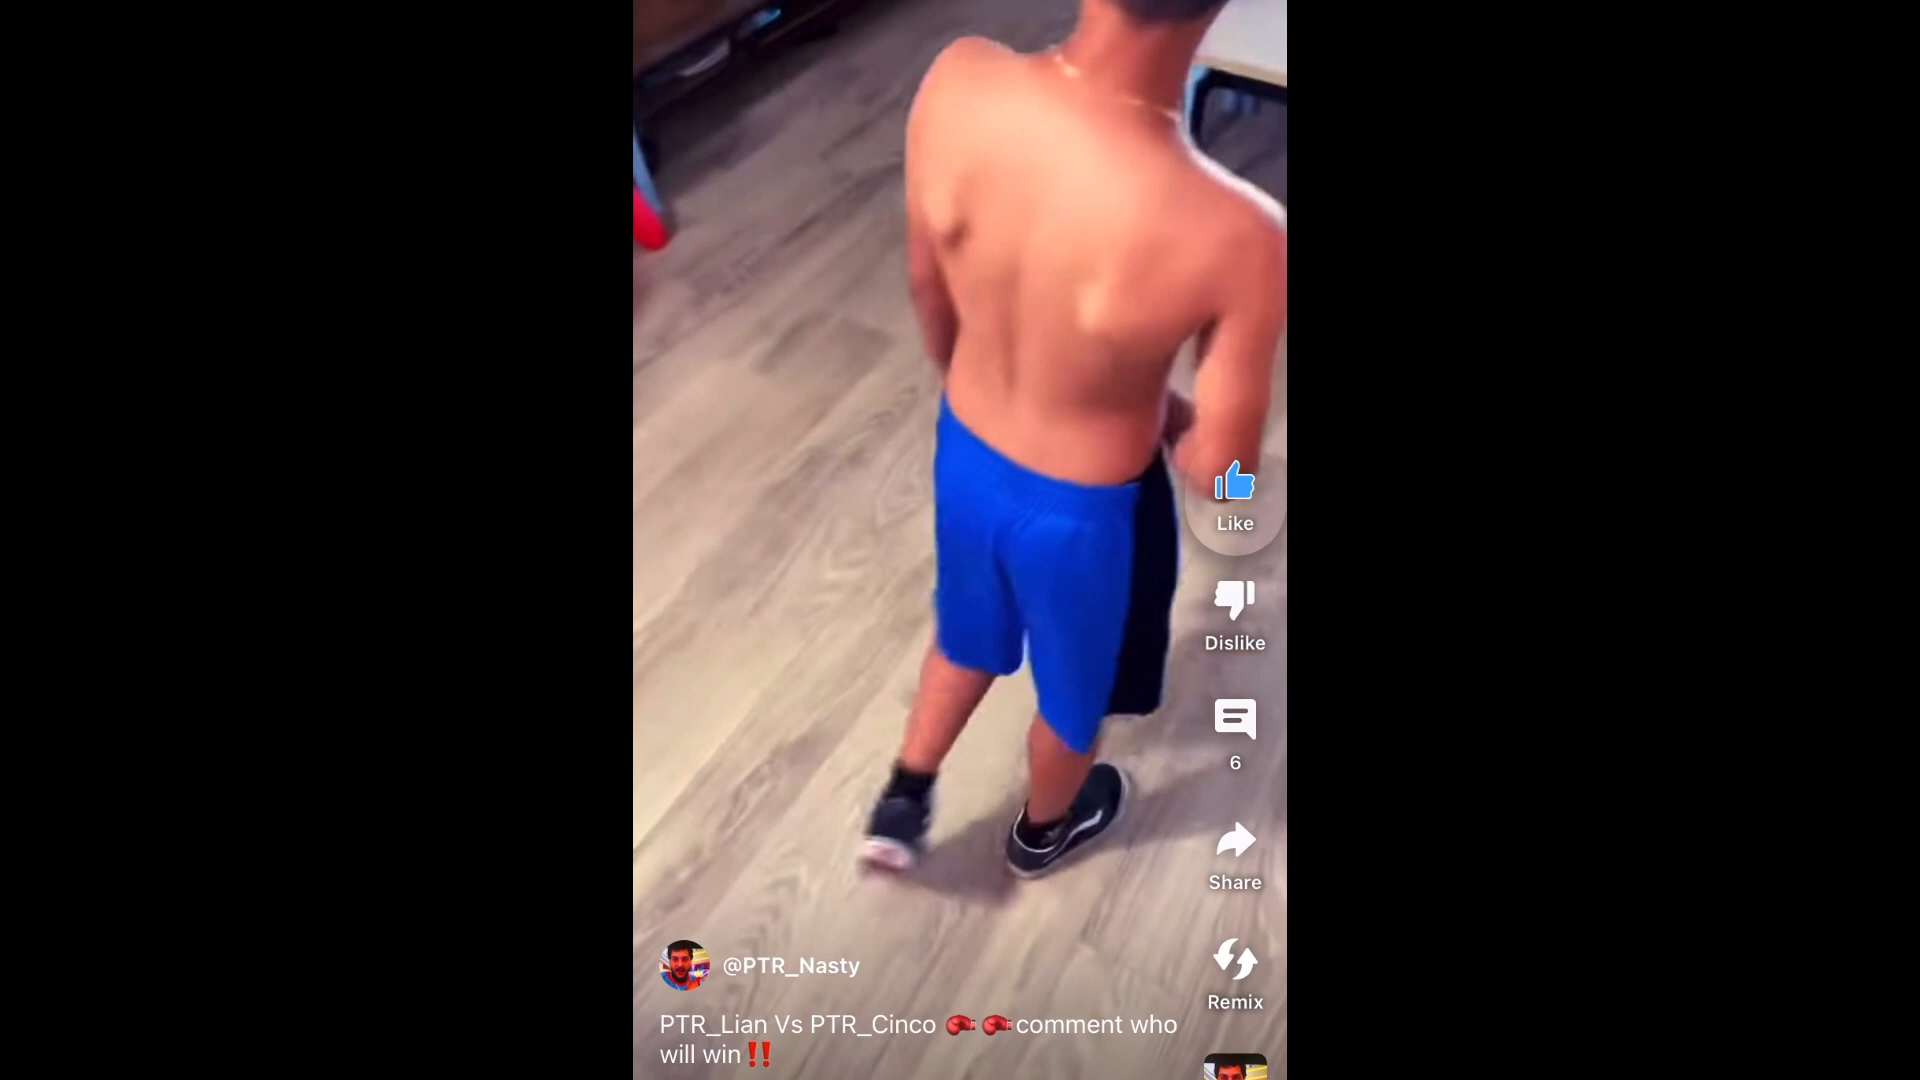 Like
Dislike
6
Share
Remix
@PTR_Nasty
PTR_Lian Vs PTR_Cinco 🥊🥊comment who
will win‼️